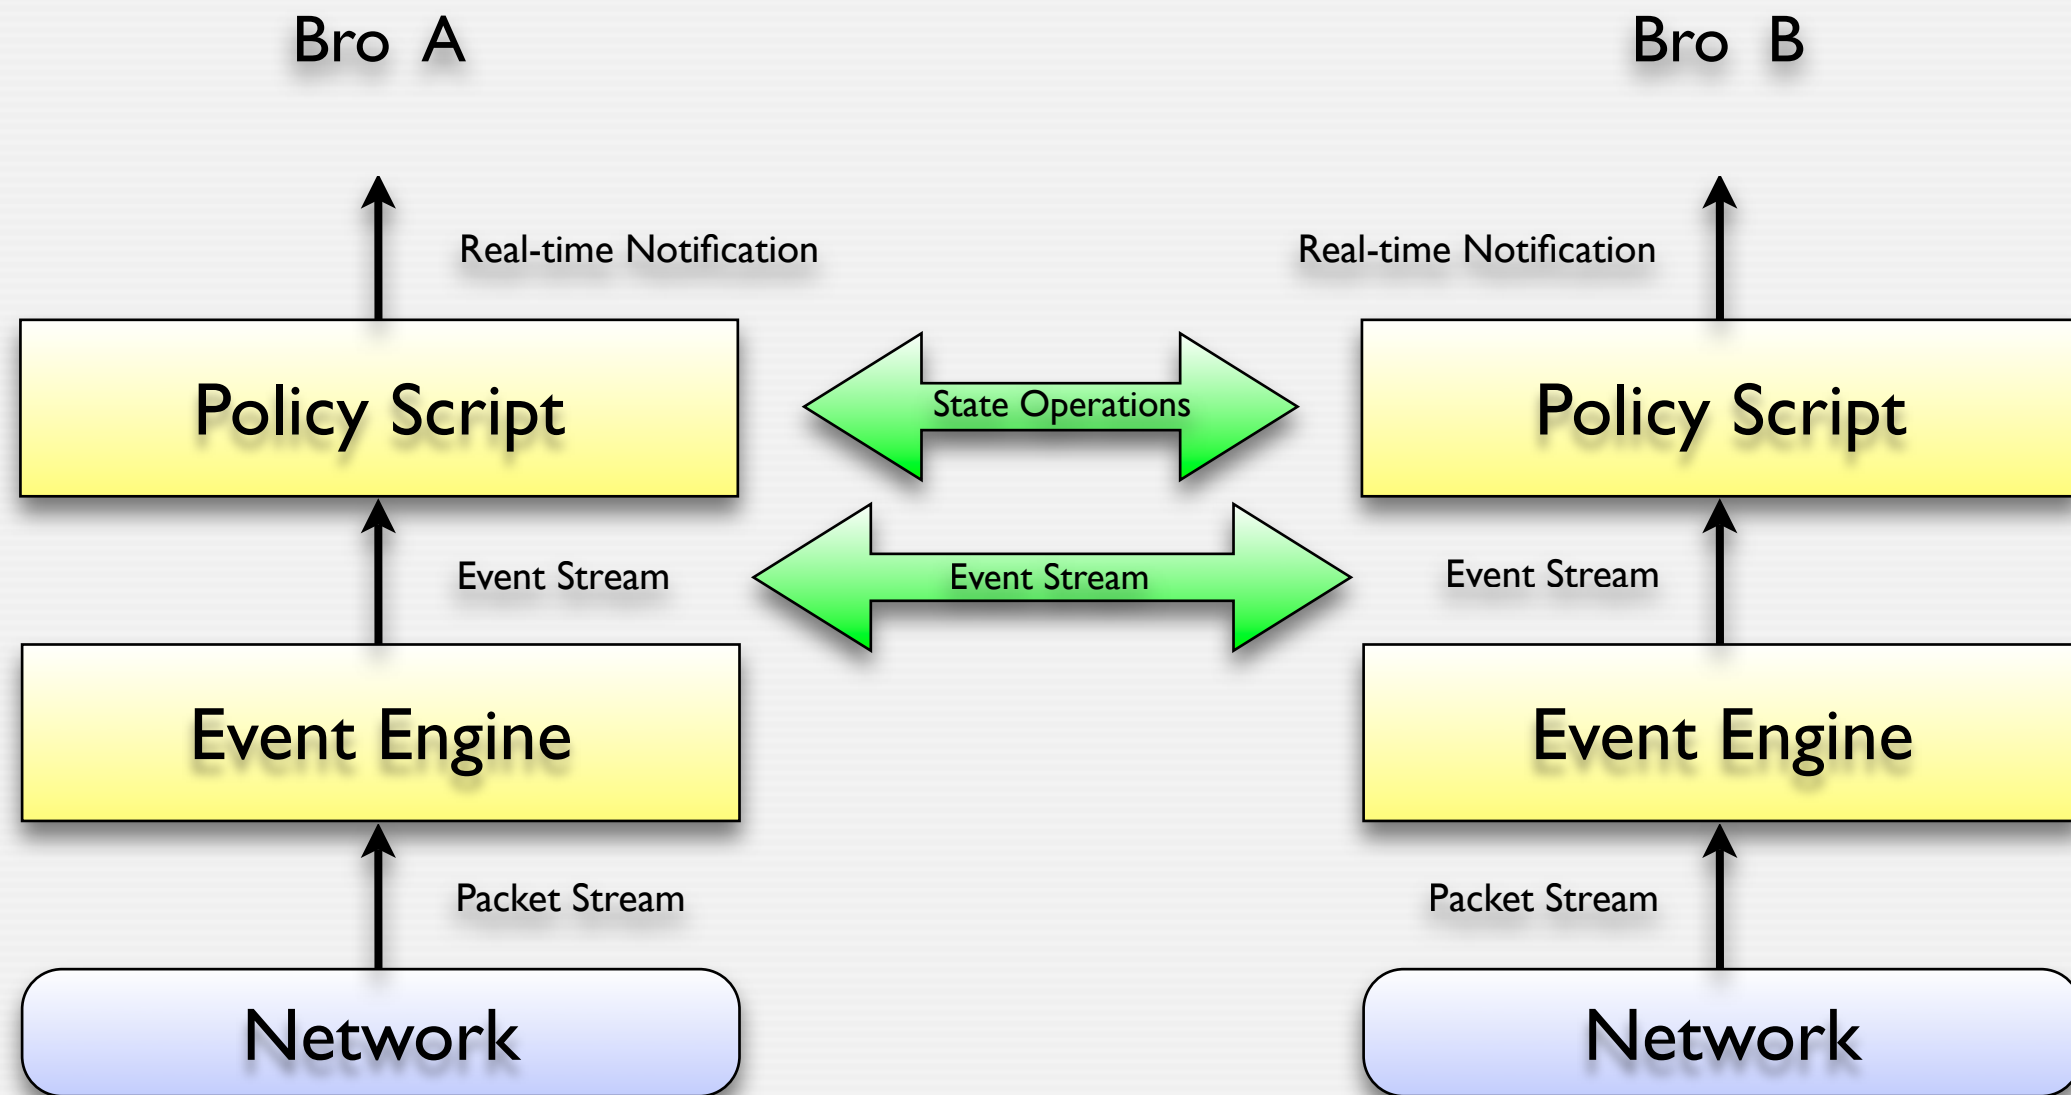 Bro A
Bro B
Real-time Notification
Real-time Notification
Policy Script
State Operations
Policy Script
Event Stream
Event Stream
Event Stream
Event Engine
Event Engine
Packet Stream
Packet Stream
Network
Network